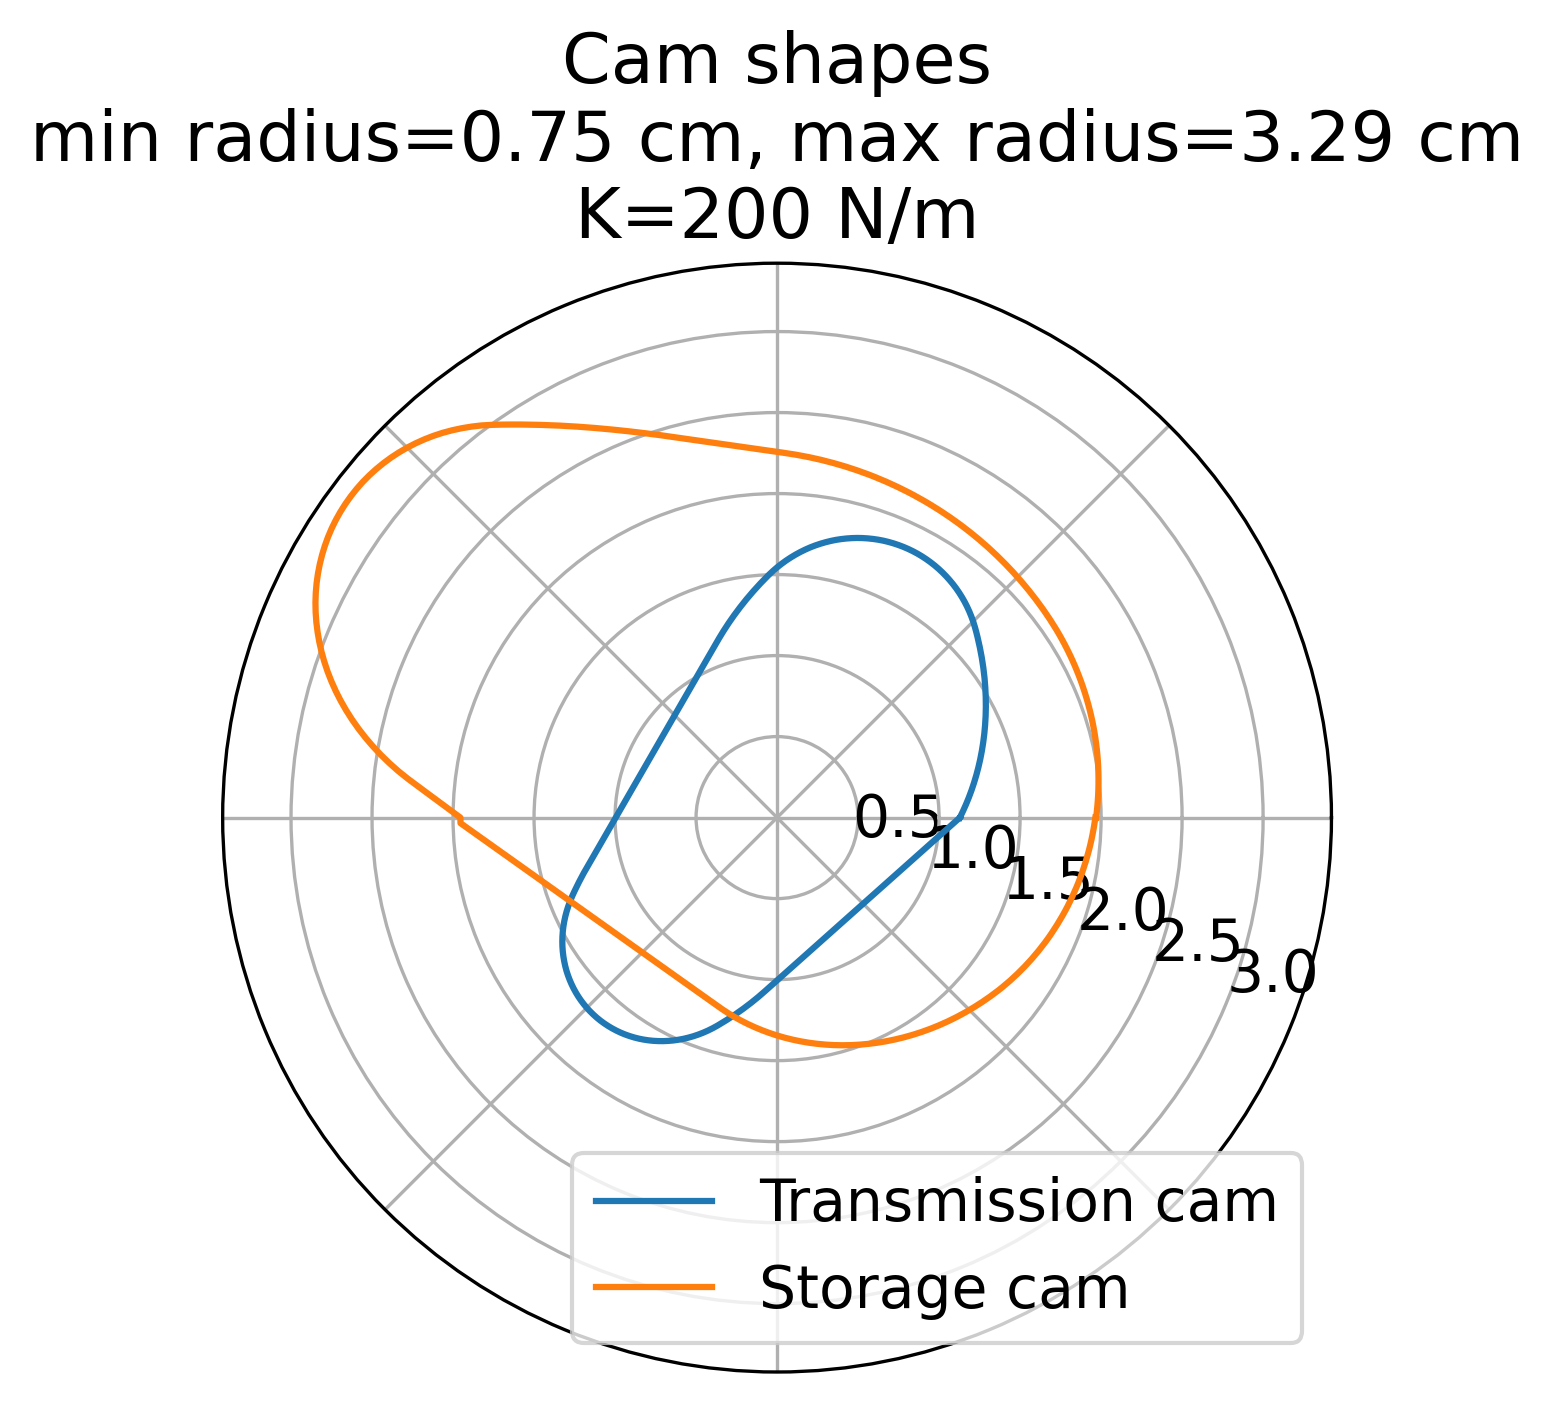 Cam shapes
min radius=0.75 cm, max radius=3.29 cm
K=200 N/m
0.5
1.0
1.5
2.0
2.5
3.0
Transmission cam
Storage cam